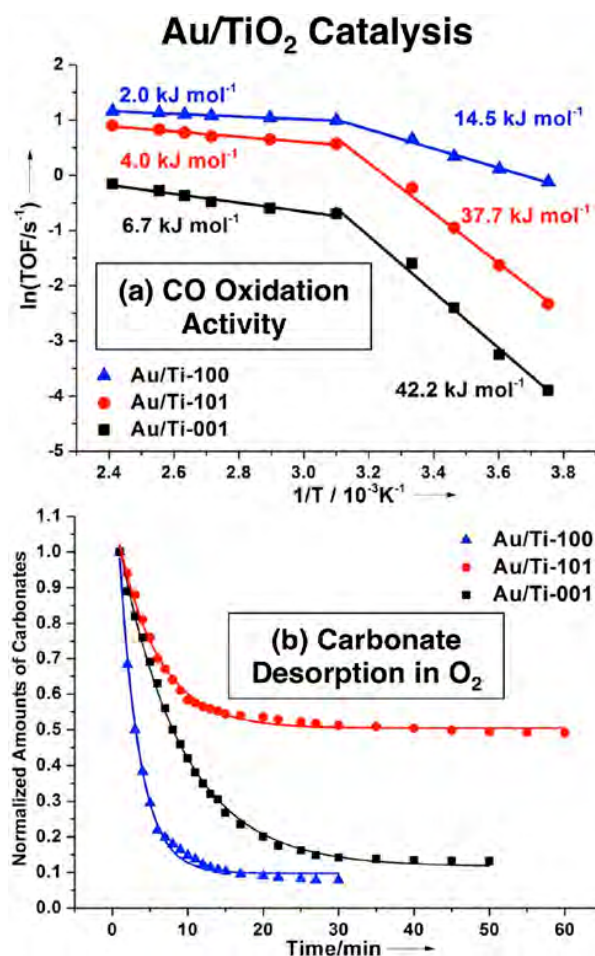 Au/TiO₂ Catalysis
2.0 kJ mol⁻¹
14.5 kJ mol⁻¹
4.0 kJ mol⁻¹
37.7 kJ mol⁻¹
6.7 kJ mol⁻¹
42.2 kJ mol⁻¹
(a) CO Oxidation
Activity
Au/Ti-100
Au/Ti-101
Au/Ti-001
ln(TOF/s⁻¹)
2
1
0
-1
-2
-3
-4
-5
2.4 2.6 2.8 3.0 3.2 3.4 3.6 3.8
1/T / 10⁻³K⁻¹
Au/Ti-100
Au/Ti-101
Au/Ti-001
(b) Carbonate
Desorption in O₂
Normalized Amounts of Carbonates
1.1
1.0
0.9
0.8
0.7
0.6
0.5
0.4
0.3
0.2
0.1
0.0
0 10 20 30 40 50 60
Time/min